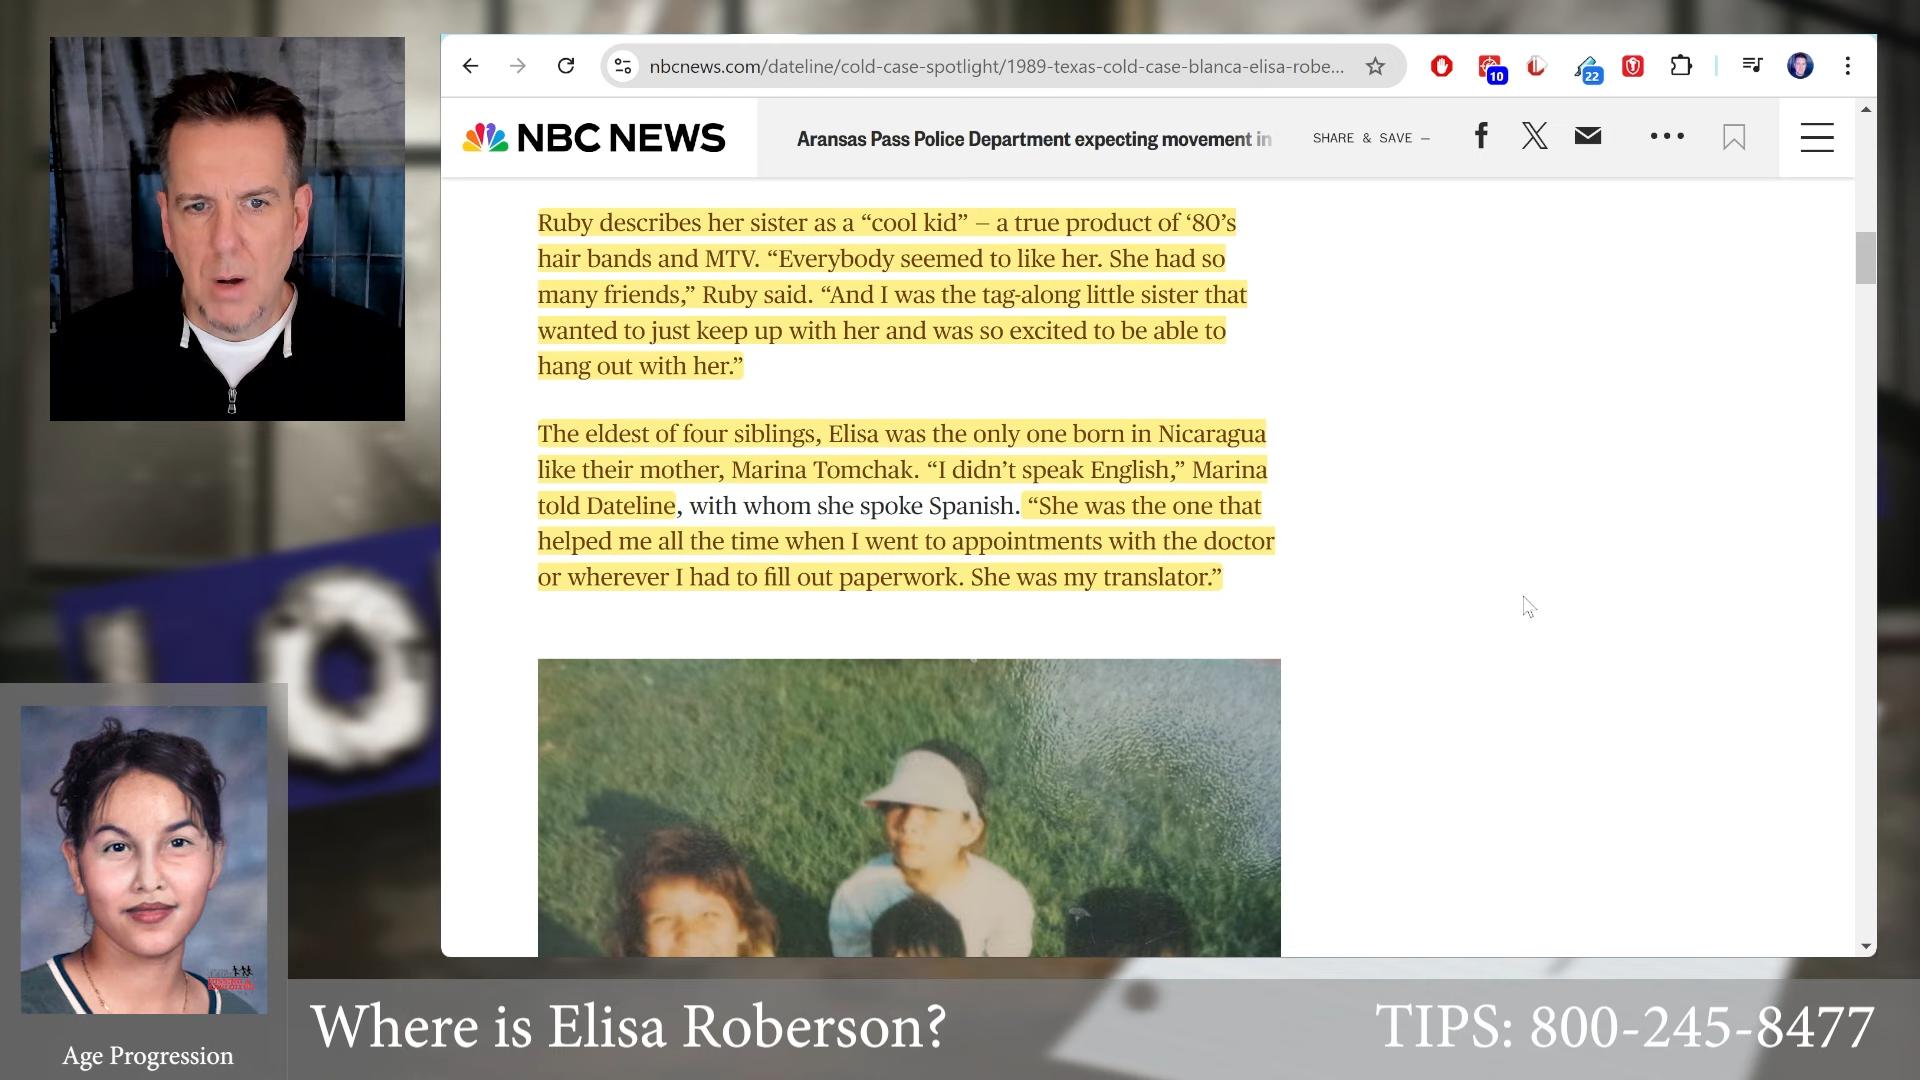 nbcnews.com/dateline/cold-case-spotlight/1989-texas-cold-case-blanca-elisa-robe...
10
22
NBC NEWS
Aransas Pass Police Department expecting movement in
SHARE & SAVE —
Ruby describes her sister as a “cool kid” — a true product of ‘80’s
hair bands and MTV. “Everybody seemed to like her. She had so
many friends,” Ruby said. “And I was the tag-along little sister that
wanted to just keep up with her and was so excited to be able to
hang out with her.”
The eldest of four siblings, Elisa was the only one born in Nicaragua
like their mother, Marina Tomchak. “I didn’t speak English,” Marina
told Dateline, with whom she spoke Spanish. “She was the one that
helped me all the time when I went to appointments with the doctor
or wherever I had to fill out paperwork. She was my translator.”
Age Progression
Where is Elisa Roberson?
TIPS: 800-245-8477